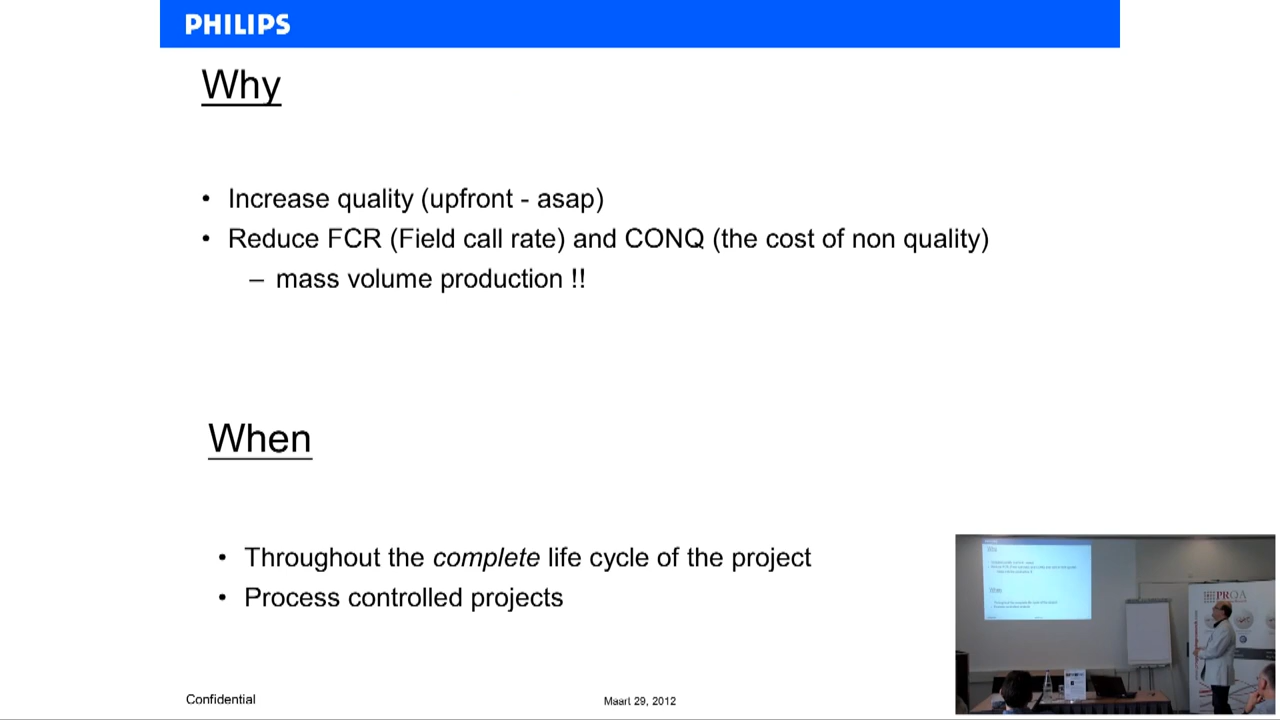 PHILIPS
Why
• Increase quality (upfront - asap)
• Reduce FCR (Field call rate) and CONQ (the cost of non quality)
– mass volume production !!
When
• Throughout the complete life cycle of the project
• Process controlled projects
Confidential
Maart 29, 2012
PRQA